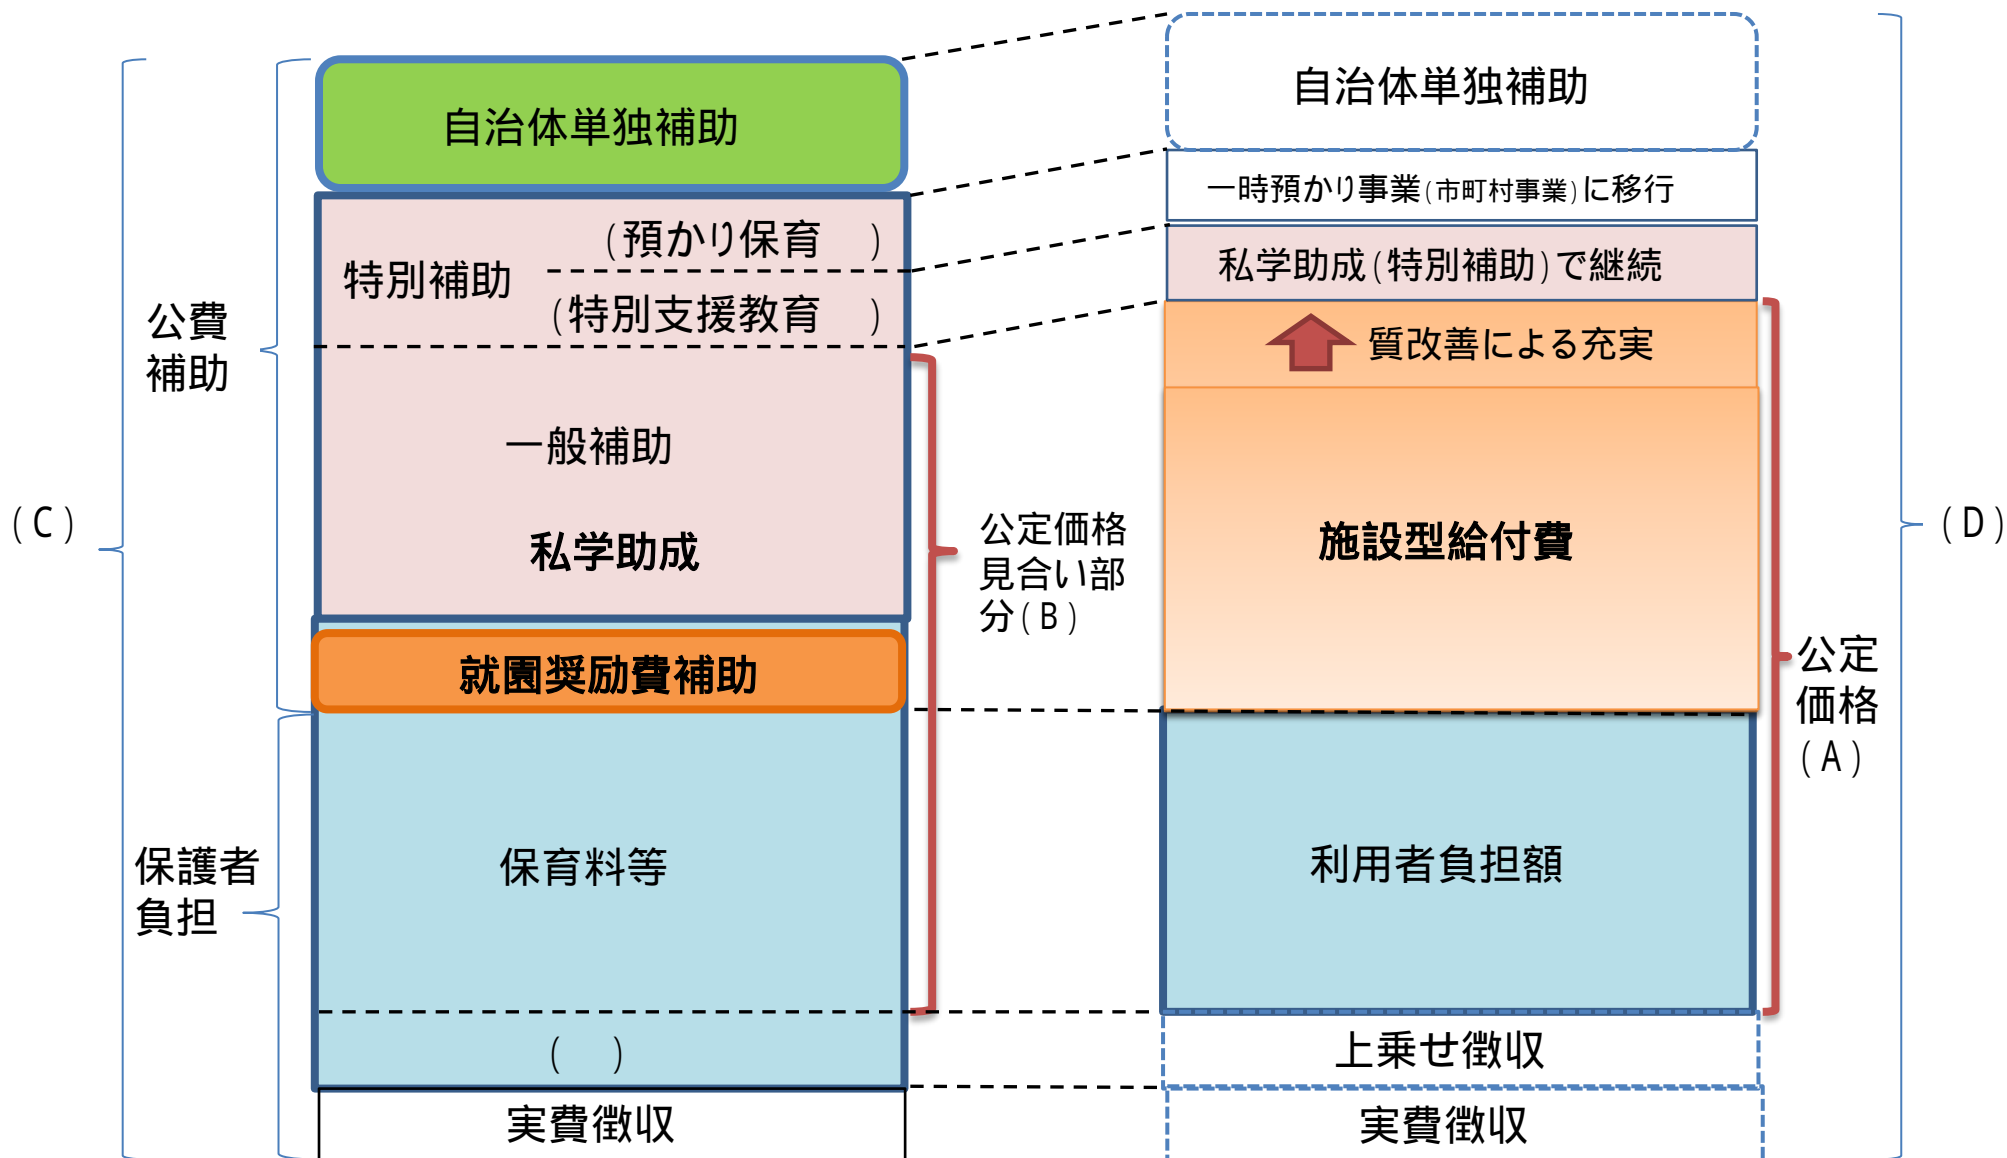 自治体単独補助
自治体単独補助
一時預かり事業(市町村事業)に移行
(預かり保育　)
特別補助
(特別支援教育　)
私学助成(特別補助)で継続
公費
補助
質改善による充実
一般補助
私学助成
(C)
公定価格
見合い部
分(B)
施設型給付費
(D)
就園奨励費補助
公定
価格
(A)
保護者
負担
保育料等
利用者負担額
(　)
上乗せ徴収
実費徴収
実費徴収